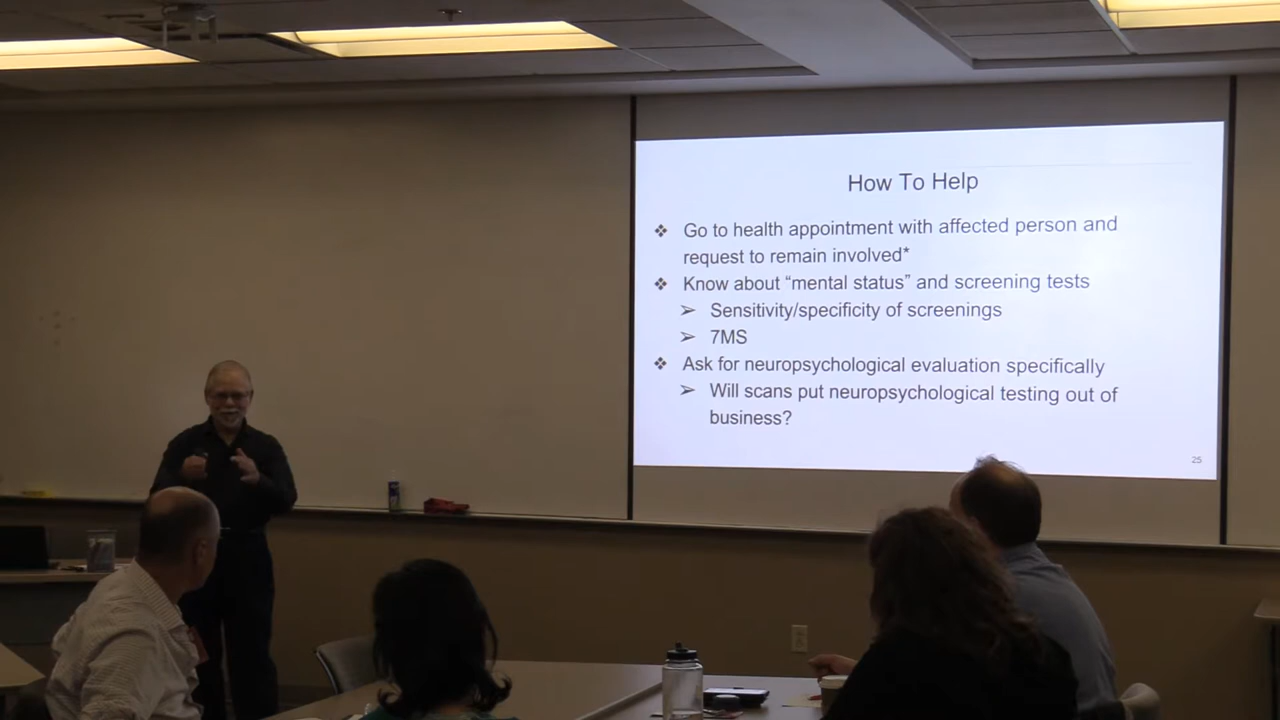 How To Help
❖ Go to health appointment with affected person and
request to remain involved*
❖ Know about “mental status” and screening tests
➢ Sensitivity/specificity of screenings
➢ 7MS
❖ Ask for neuropsychological evaluation specifically
➢ Will scans put neuropsychological testing out of
business?
25